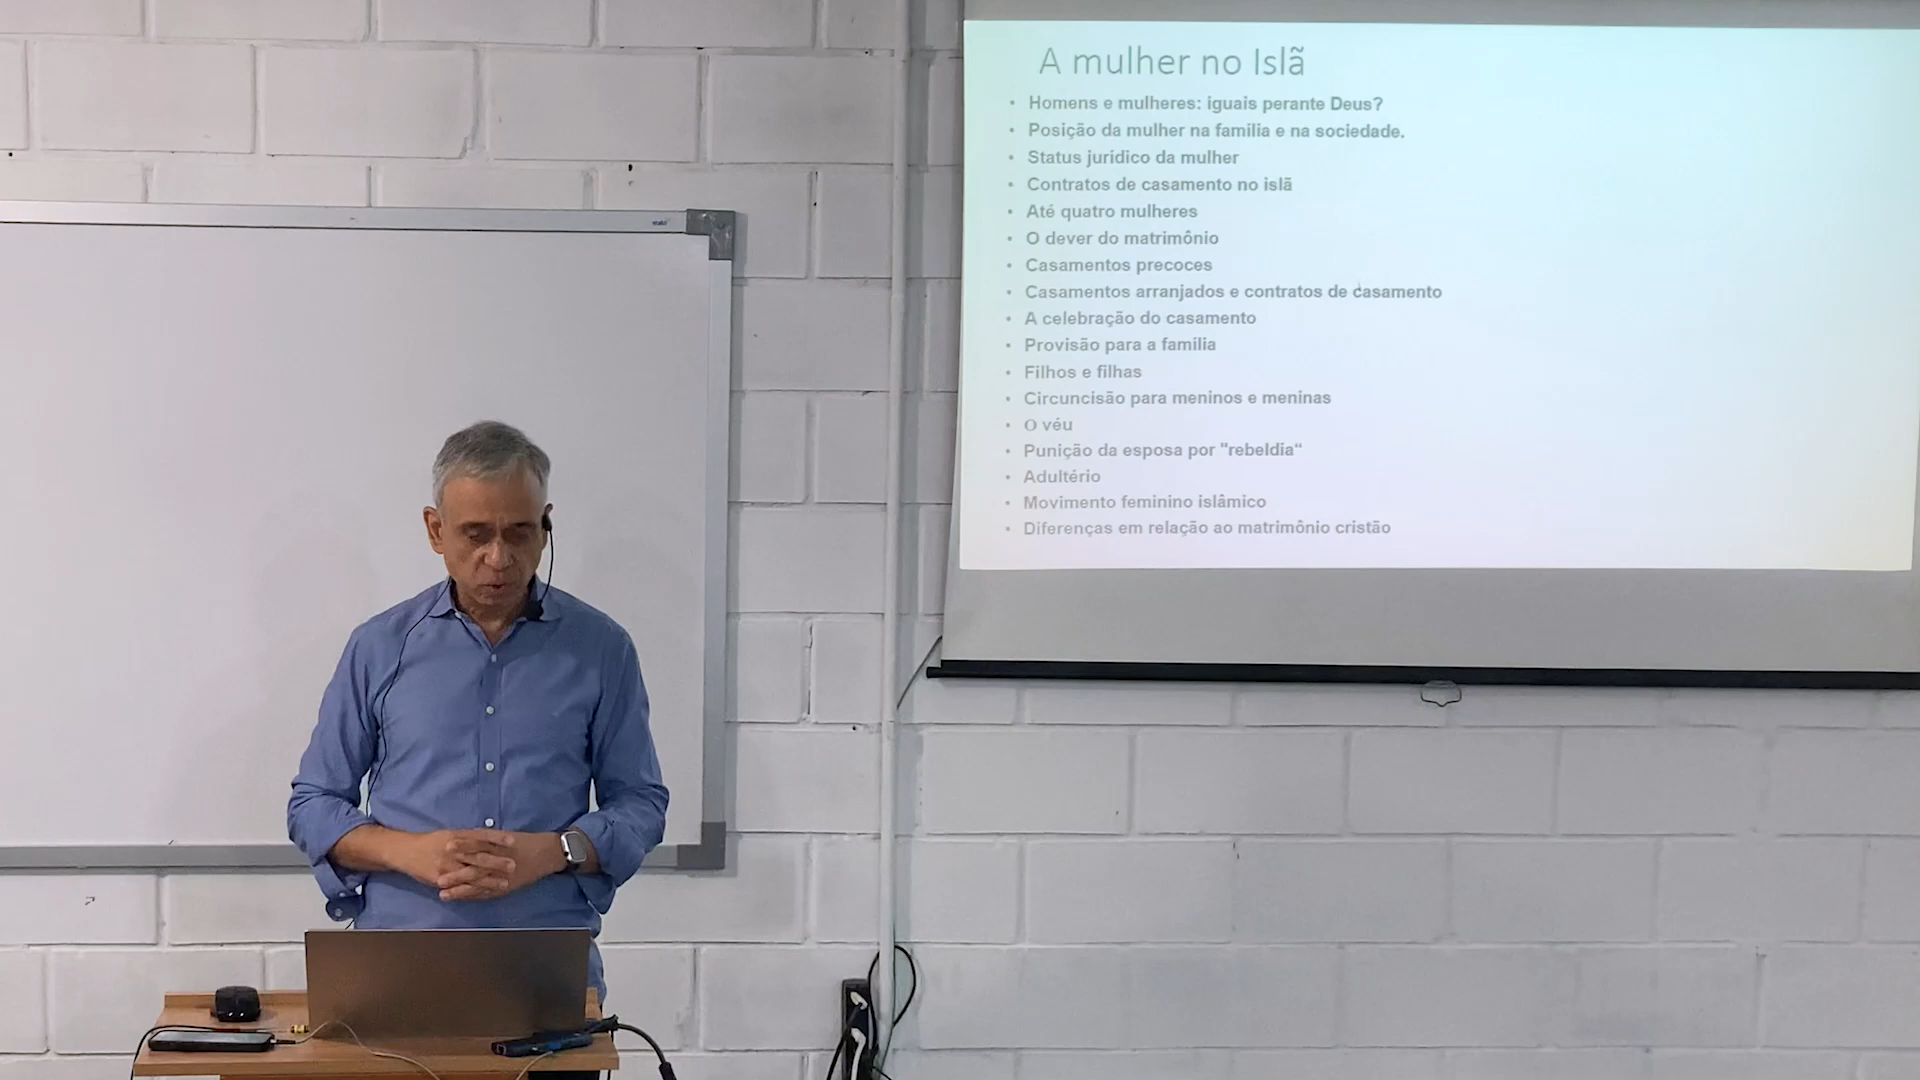 A mulher no Islã
• Homens e mulheres: iguais perante Deus?
• Posição da mulher na família e na sociedade.
• Status juridico da mulher
• Contratos de casamento no islã
• Até quatro mulheres
• O dever do matrimônio
• Casamentos precoces
• Casamentos arranjados e contratos de casamento
• A celebração do casamento
• Provisão para a família
• Filhos e filhas
• Circuncisão para meninos e meninas
• O véu
• Punição da esposa por "rebeldia“
• Adultério
• Movimento feminino islâmico
• Diferenças em relação ao matrimônio cristão